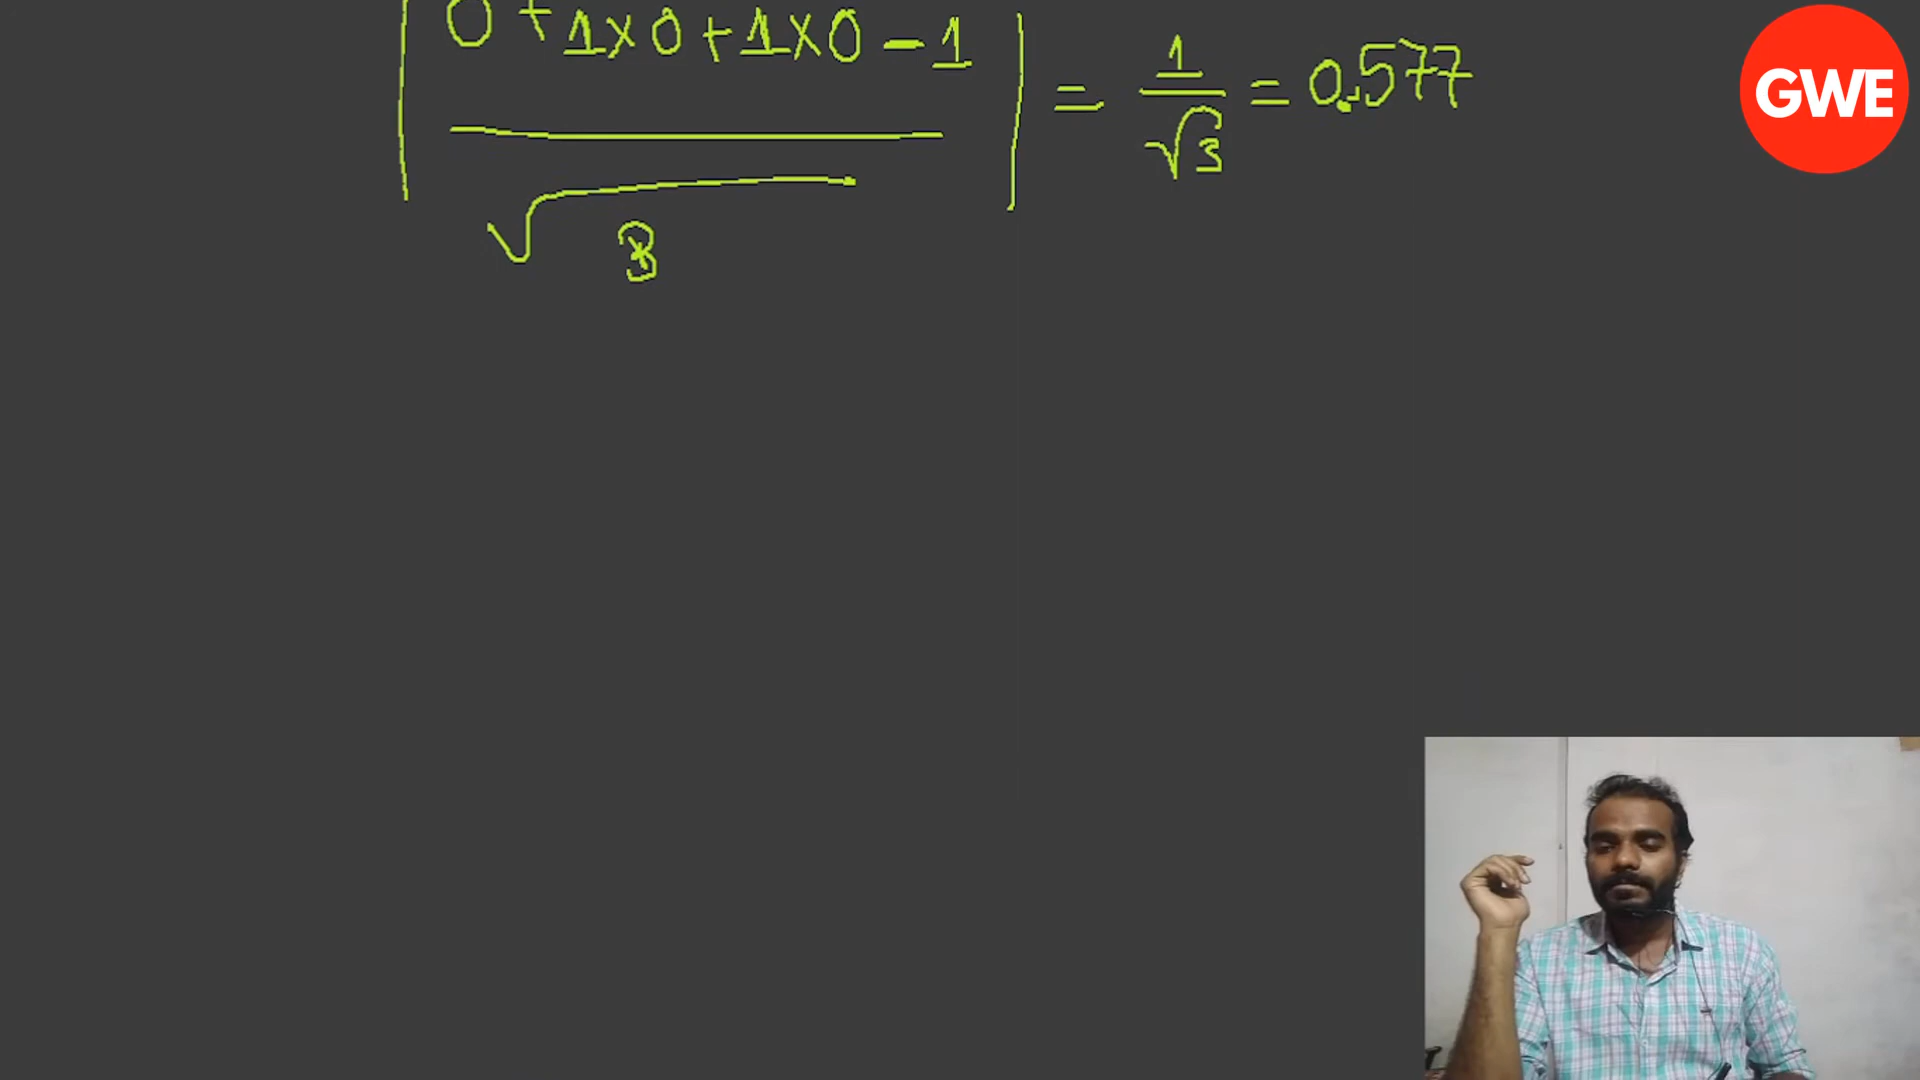 | 0 + 1×0 + 1×0 - 1 / √3 | = 1/√3 = 0.577
GWE